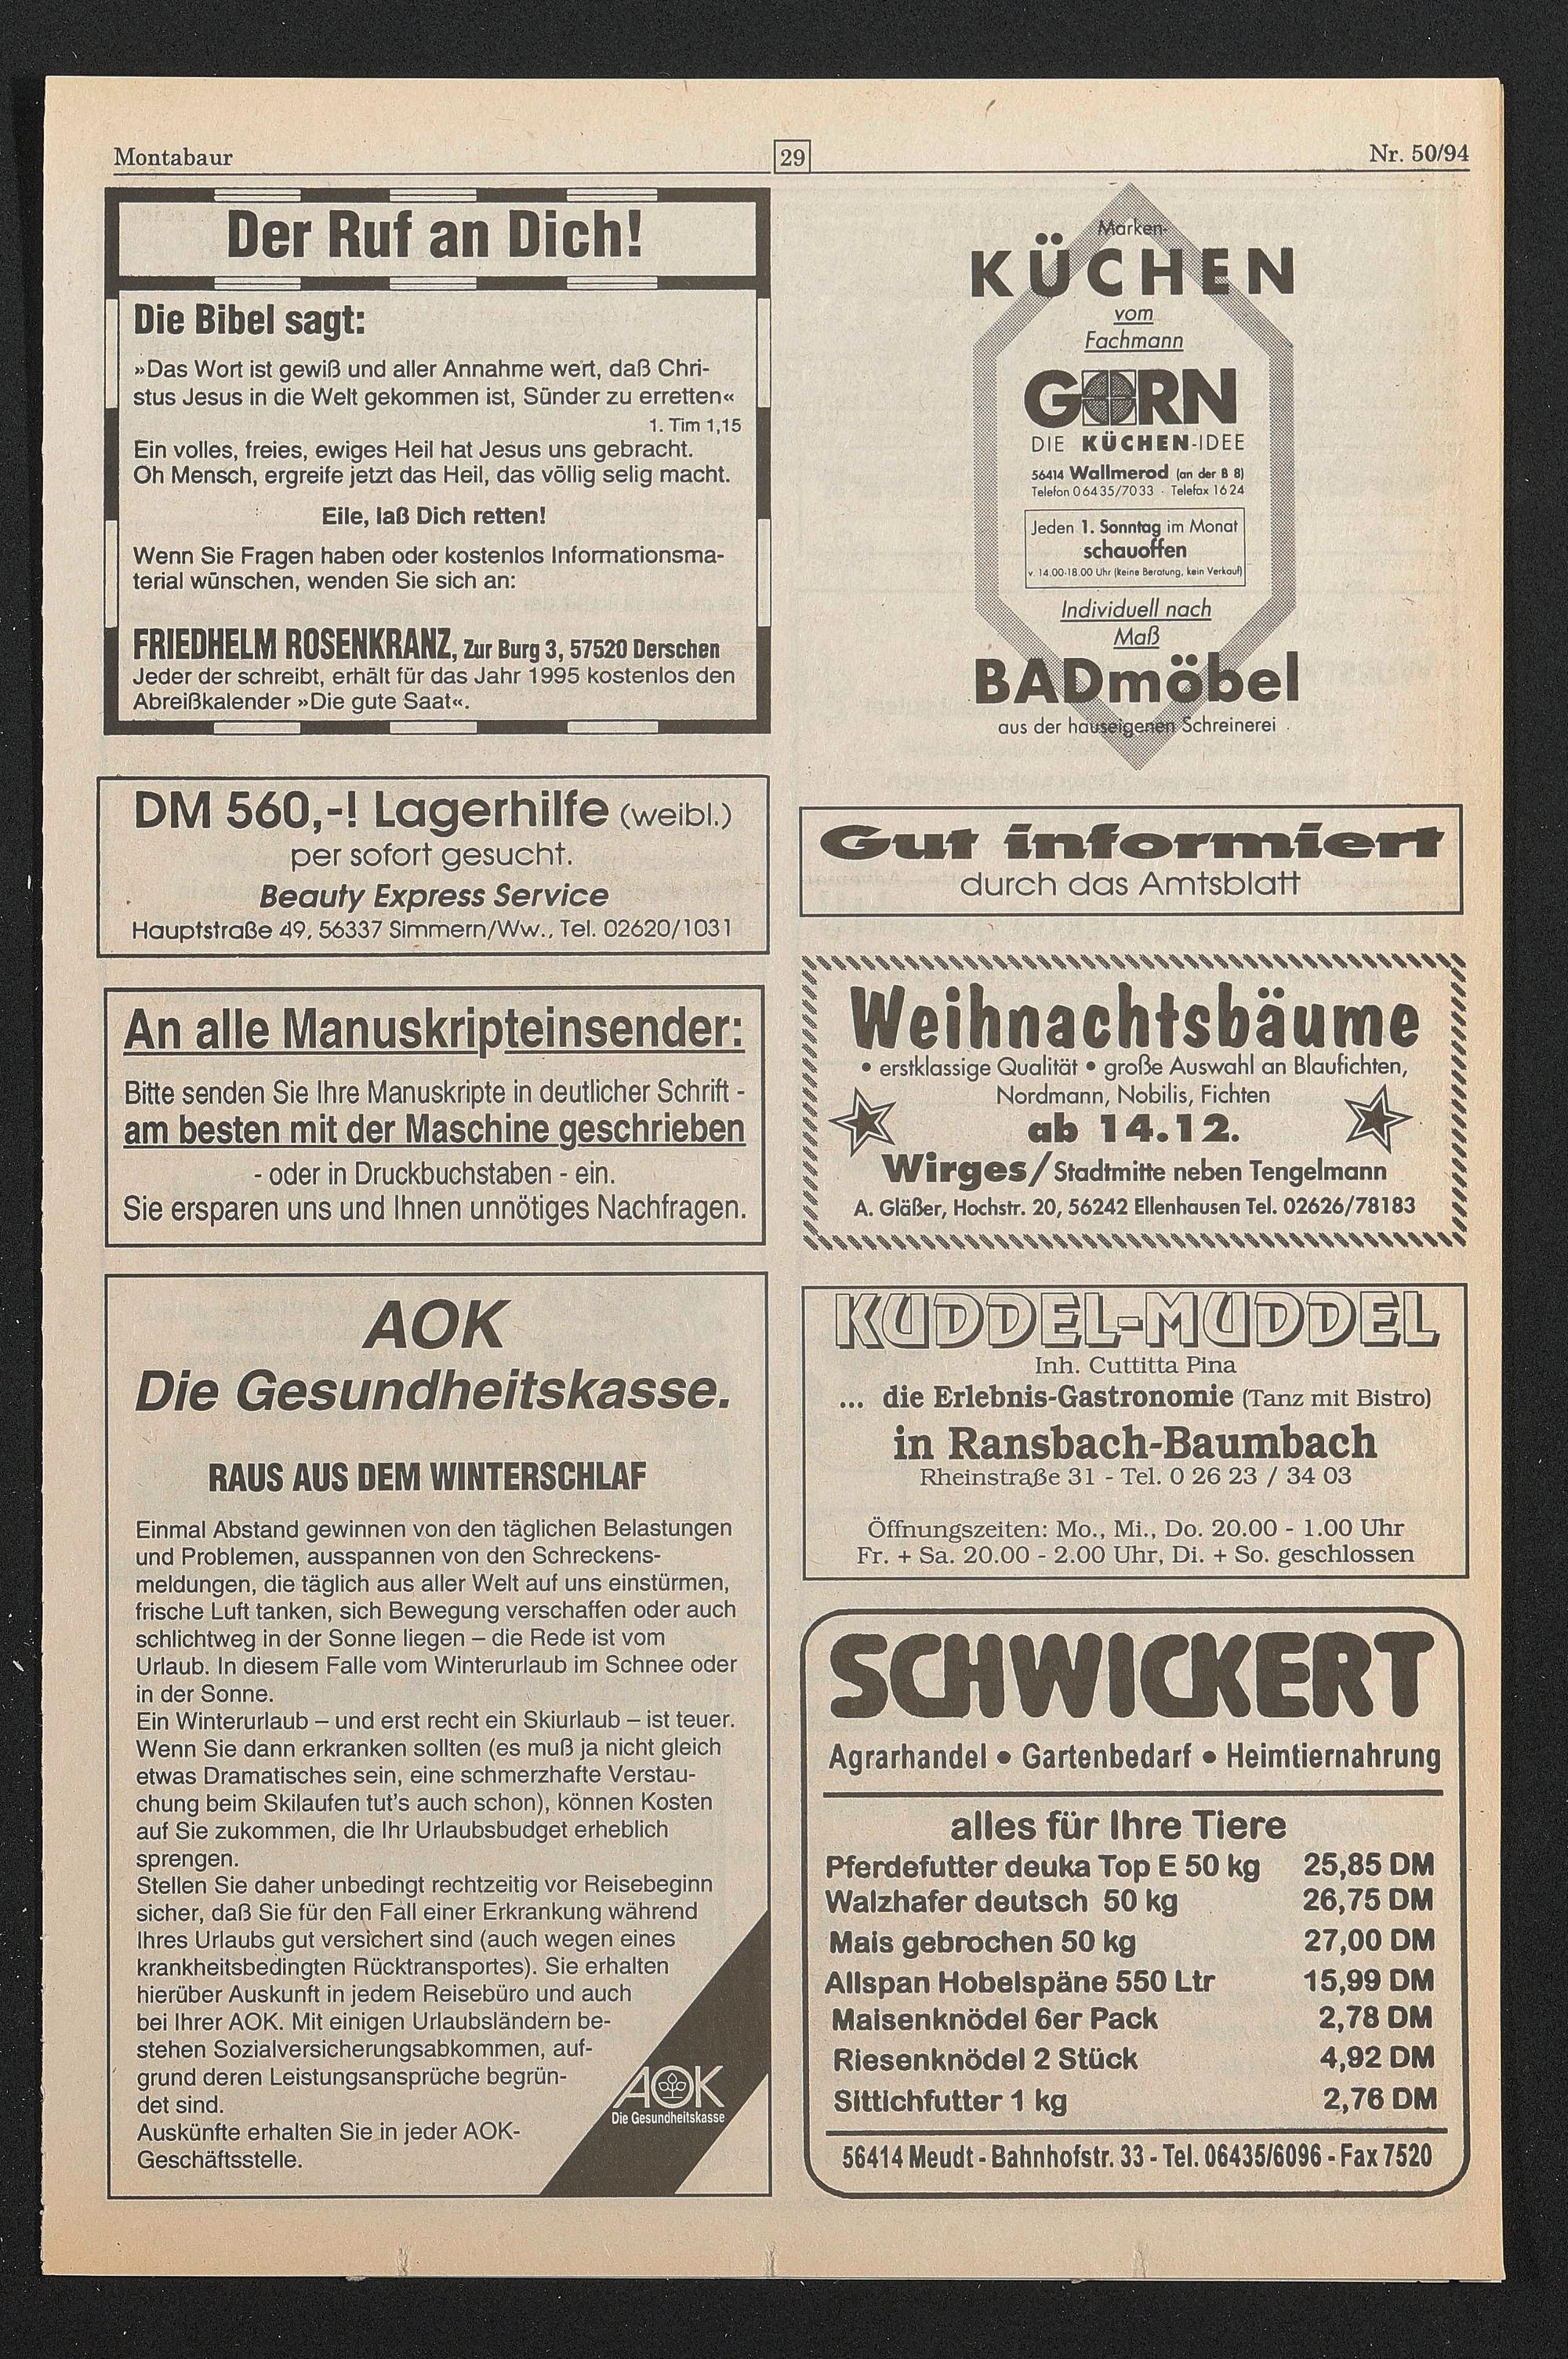 Montabaur
29
Nr. 50/94
Der Ruf an Dich!
Die Bibel sagt:
»Das Wort ist gewiß und aller Annahme wert, daß Chri-
stus Jesus in die Welt gekommen ist, Sünder zu erretten«
1. Tim 1,15
Ein volles, freies, ewiges Heil hat Jesus uns gebracht.
Oh Mensch, ergreife jetzt das Heil, das völlig selig macht.
Eile, laß Dich retten!
Wenn Sie Fragen haben oder kostenlos Informationsma-
terial wünschen, wenden Sie sich an:
FRIEDHELM ROSENKRANZ, Zur Burg 3, 57520 Derschen
Jeder der schreibt, erhält für das Jahr 1995 kostenlos den
Abreißkalender »Die gute Saat«.
DM 560,-! Lagerhilfe (weibl.)
per sofort gesucht.
Beauty Express Service
Hauptstraße 49, 56337 Simmern/Ww., Tel. 02620/1031
An alle Manuskripteinsender:
Bitte senden Sie Ihre Manuskripte in deutlicher Schrift -
am besten mit der Maschine geschrieben
- oder in Druckbuchstaben - ein.
Sie ersparen uns und Ihnen unnötiges Nachfragen.
AOK
Die Gesundheitskasse.
RAUS AUS DEM WINTERSCHLAF
Einmal Abstand gewinnen von den täglichen Belastungen
und Problemen, ausspannen von den Schreckens-
meldungen, die täglich aus aller Welt auf uns einstürmen,
frische Luft tanken, sich Bewegung verschaffen oder auch
schlichtweg in der Sonne liegen – die Rede ist vom
Urlaub. In diesem Falle vom Winterurlaub im Schnee oder
in der Sonne.
Ein Winterurlaub – und erst recht ein Skiurlaub – ist teuer.
Wenn Sie dann erkranken sollten (es muß ja nicht gleich
etwas Dramatisches sein, eine schmerzhafte Verstau-
chung beim Skilaufen tut's auch schon), können Kosten
auf Sie zukommen, die Ihr Urlaubsbudget erheblich
sprengen.
Stellen Sie daher unbedingt rechtzeitig vor Reisebeginn
sicher, daß Sie für den Fall einer Erkrankung während
Ihres Urlaubs gut versichert sind (auch wegen eines
krankheitsbedingten Rücktransportes). Sie erhalten
hierüber Auskunft in jedem Reisebüro und auch
bei Ihrer AOK. Mit einigen Urlaubsländern be-
stehen Sozialversicherungsabkommen, auf-
grund deren Leistungsansprüche begrün-
det sind.
Auskünfte erhalten Sie in jeder AOK-
Geschäftsstelle.
AOK
Die Gesundheitskasse
Marken-
KÜCHEN
vom
Fachmann
GÖRN
DIE KÜCHEN-IDEE
56414 Wallmerod (an der B 8)
Telefon 06435/7033 · Telefax 1624
Jeden 1. Sonntag im Monat
schauoffen
v. 14.00-18.00 Uhr (keine Beratung, kein Verkauf)
Individuell nach
Maß
BADmöbel
aus der hauseigenen Schreinerei
Gut informiert
durch das Amtsblatt
Weihnachtsbäume
• erstklassige Qualität • große Auswahl an Blaufichten,
Nordmann, Nobilis, Fichten
ab 14.12.
Wirges/Stadtmitte neben Tengelmann
A. Gläßer, Hochstr. 20, 56242 Ellenhausen Tel. 02626/78183
KUDDEL-MUDDEL
Inh. Cuttitta Pina
... die Erlebnis-Gastronomie (Tanz mit Bistro)
in Ransbach-Baumbach
Rheinstraße 31 - Tel. 0 26 23 / 34 03
Öffnungszeiten: Mo., Mi., Do. 20.00 - 1.00 Uhr
Fr. + Sa. 20.00 - 2.00 Uhr, Di. + So. geschlossen
SCHWICKERT
Agrarhandel • Gartenbedarf • Heimtiernahrung
alles für Ihre Tiere
Pferdefutter deuka Top E 50 kg 25,85 DM
Walzhafer deutsch 50 kg 26,75 DM
Mais gebrochen 50 kg 27,00 DM
Allspan Hobelspäne 550 Ltr 15,99 DM
Maisenknödel 6er Pack 2,78 DM
Riesenknödel 2 Stück 4,92 DM
Sittichfutter 1 kg 2,76 DM
56414 Meudt - Bahnhofstr. 33 - Tel. 06435/6096 - Fax 7520